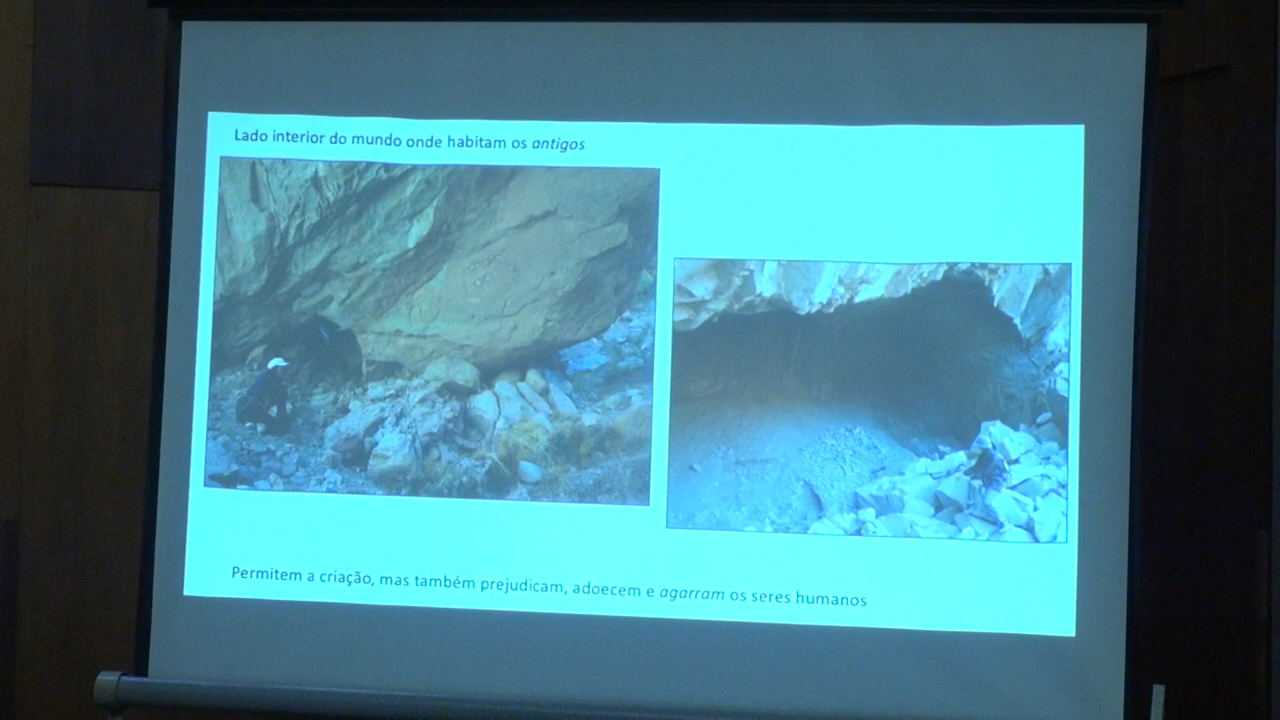 Lado interior do mundo onde habitam os antigos
Permitem a criação, mas também prejudicam, adoecem e agarram os seres humanos